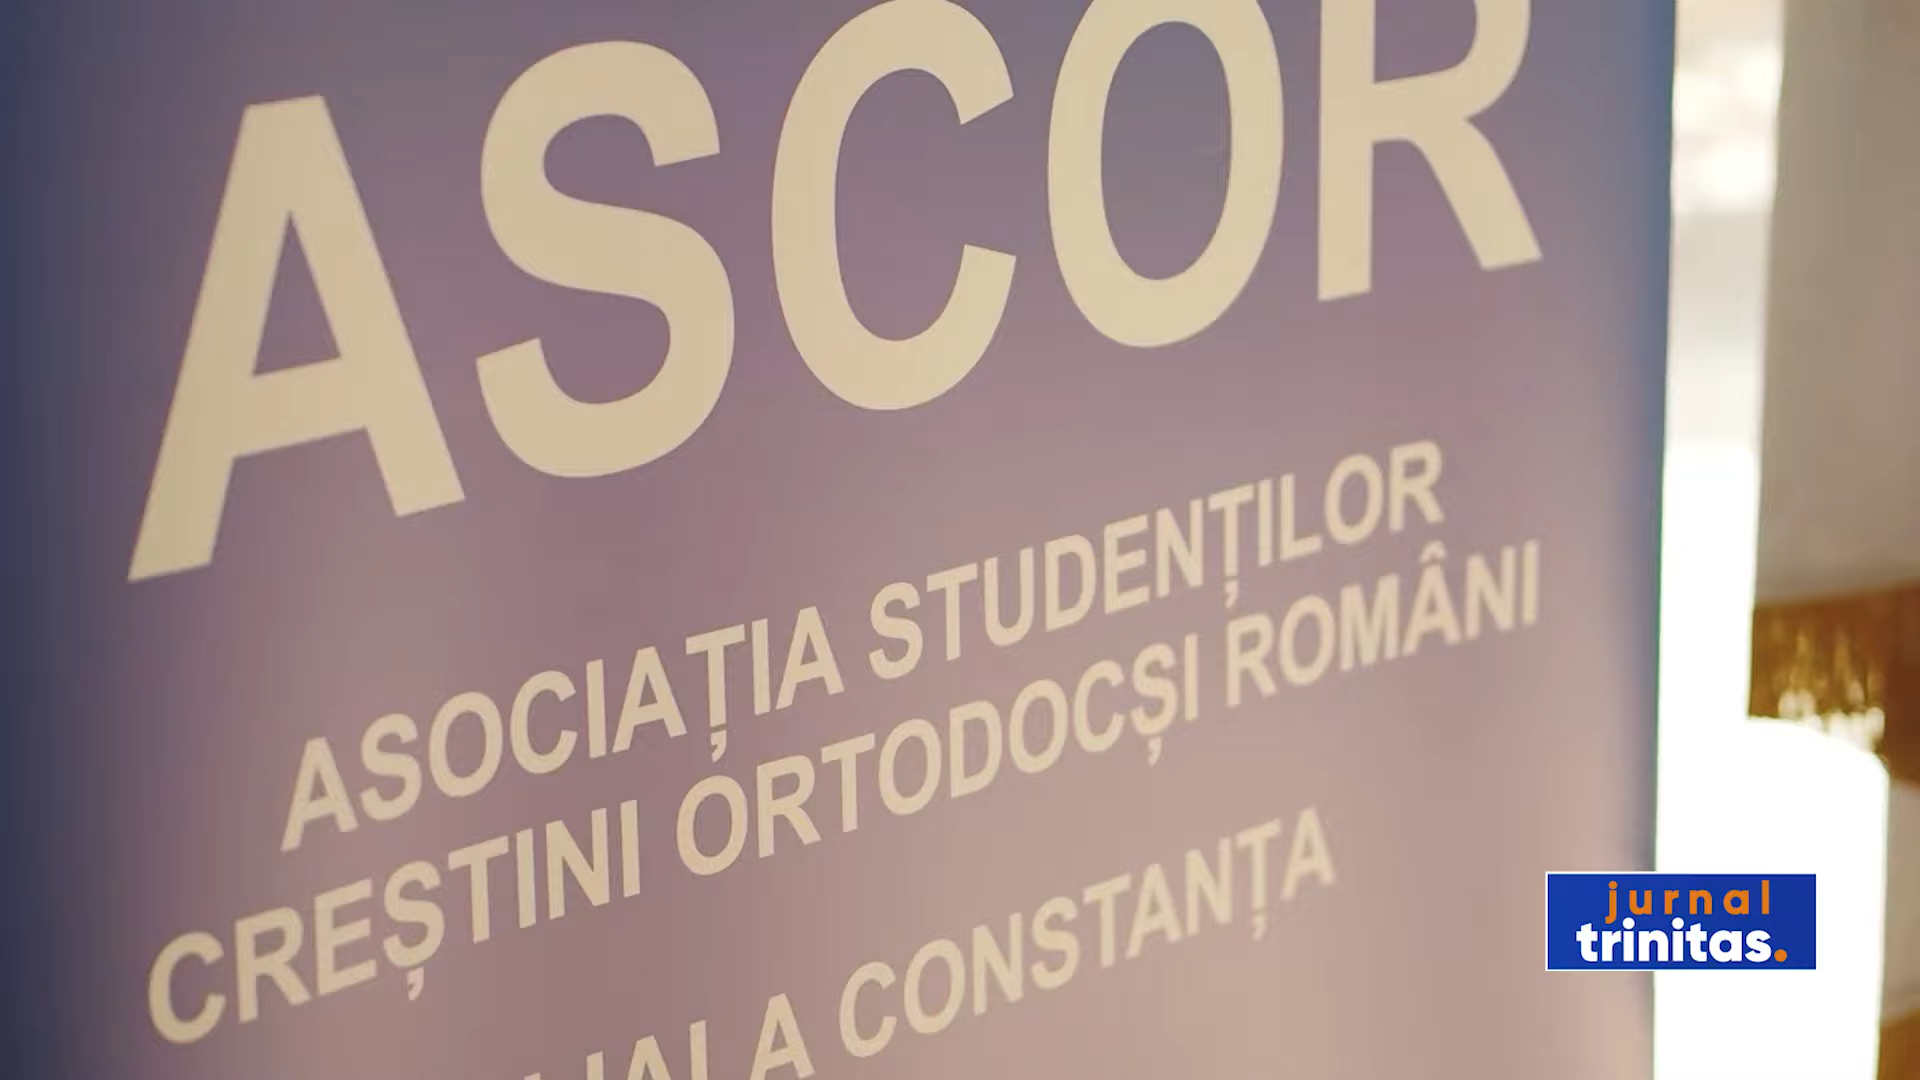 ASCOR
ASOCIAȚIA STUDENȚILOR
CREȘTINI ORTODOCȘI ROMÂNI
CONSTANȚA
jurnal
trinitas.